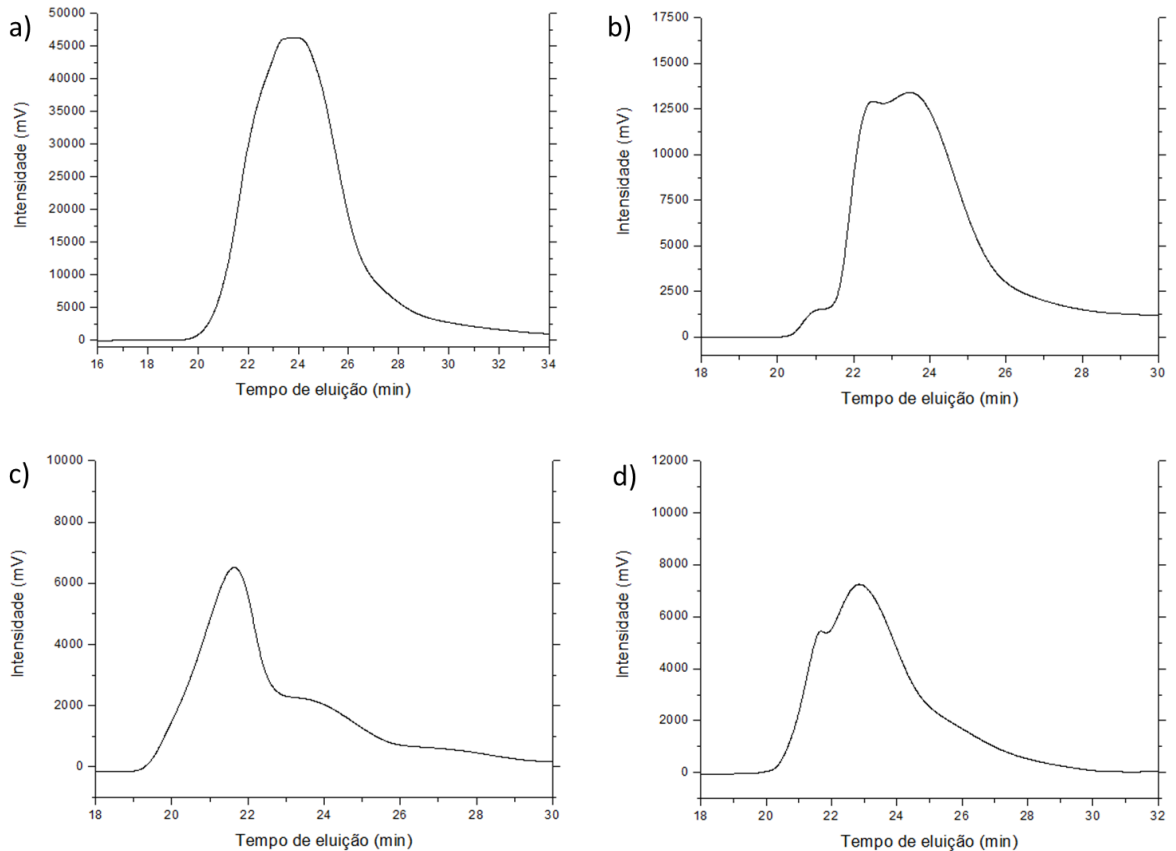 a)
50000
45000
40000
35000
30000
25000
20000
15000
10000
5000
0
Intensidade (mV)
16 18 20 22 24 26 28 30 32 34
Tempo de eluição (min)
b)
17500
15000
12500
10000
7500
5000
2500
0
Intensidade (mV)
18 20 22 24 26 28 30
Tempo de eluição (min)
c)
10000
8000
6000
4000
2000
0
Intensidade (mV)
18 20 22 24 26 28 30
Tempo de eluição (min)
d)
12000
10000
8000
6000
4000
2000
0
Intensidade (mV)
18 20 22 24 26 28 30 32
Tempo de eluição (min)